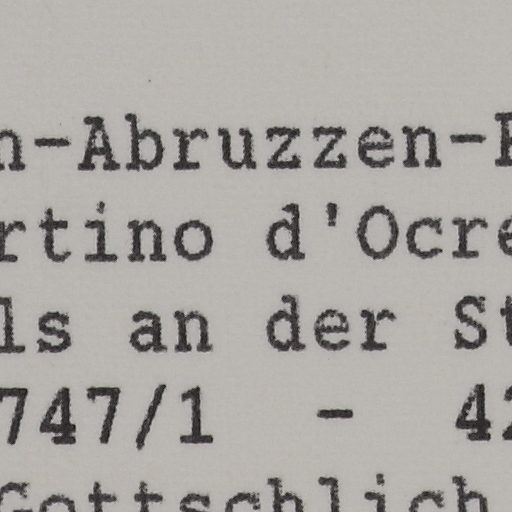 n-Abruzzen-
rtino d'Ocre
ls an der St
747/1 - 42
Gottschlich